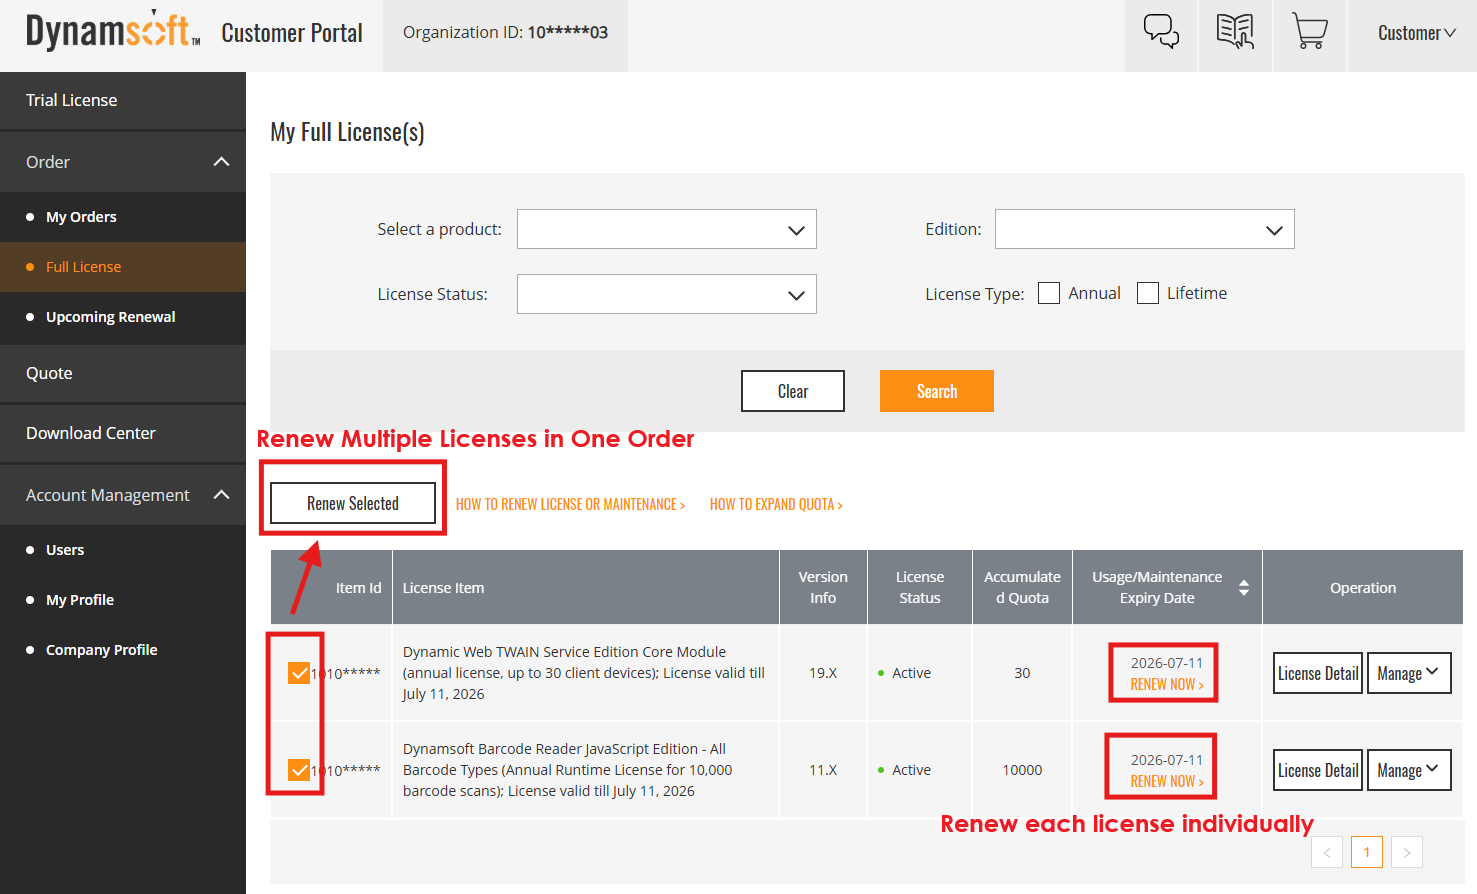 Dynamsoft™ Customer Portal
Organization ID: 10*****03
Customer
Trial License
Order
My Orders
Full License
Upcoming Renewal
Quote
Download Center
Account Management
Users
My Profile
Company Profile
My Full License(s)
Select a product:
Edition:
License Status:
License Type: Annual Lifetime
Clear
Search
Renew Multiple Licenses in One Order
Renew Selected
HOW TO RENEW LICENSE OR MAINTENANCE >
HOW TO EXPAND QUOTA >
Item Id
License Item
Version
Info
License
Status
Accumulate
d Quota
Usage/Maintenance
Expiry Date
Operation
1010*****
Dynamic Web TWAIN Service Edition Core Module
(annual license, up to 30 client devices); License valid till
July 11, 2026
19.X
Active
30
2026-07-11
RENEW NOW >
License Detail
Manage
1010*****
Dynamsoft Barcode Reader JavaScript Edition - All
Barcode Types (Annual Runtime License for 10,000
barcode scans); License valid till July 11, 2026
11.X
Active
10000
2026-07-11
RENEW NOW >
License Detail
Manage
Renew each license individually
< 1 >